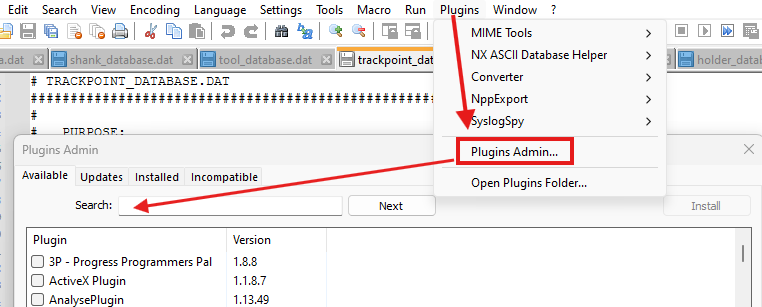 Edit Search View Encoding Language Settings Tools Macro Run Plugins Window ?
a.dat shank_database.dat tool_database.dat trackpoint_dat holder_datab
MIME Tools
NX ASCII Database Helper
Converter
NppExport
SyslogSpy
Plugins Admin...
Open Plugins Folder...
# TRACKPOINT_DATABASE.DAT
#
# PURPOSE:
Plugins Admin
Available Updates Installed Incompatible
Search: Next Install
Plugin Version
3P - Progress Programmers Pal 1.8.8
ActiveX Plugin 1.1.8.7
AnalysePlugin 1.13.49